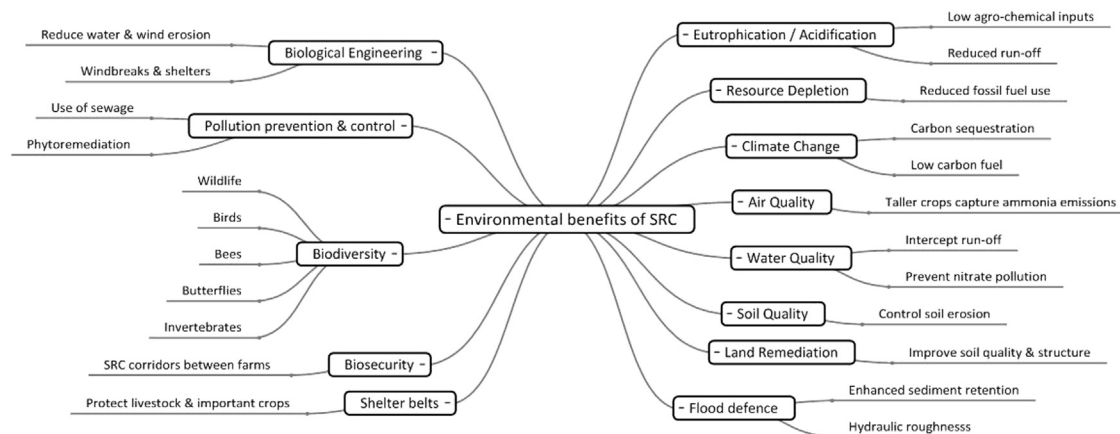 Environmental benefits of SRC
Biological Engineering
Reduce water & wind erosion
Windbreaks & shelters
Pollution prevention & control
Use of sewage
Phytoremediation
Biodiversity
Wildlife
Birds
Bees
Butterflies
Invertebrates
Biosecurity
SRC corridors between farms
Shelter belts
Protect livestock & important crops
Eutrophication / Acidification
Low agro-chemical inputs
Reduced run-off
Resource Depletion
Reduced fossil fuel use
Climate Change
Carbon sequestration
Low carbon fuel
Air Quality
Taller crops capture ammonia emissions
Water Quality
Intercept run-off
Prevent nitrate pollution
Soil Quality
Control soil erosion
Land Remediation
Improve soil quality & structure
Flood defence
Enhanced sediment retention
Hydraulic roughnesss